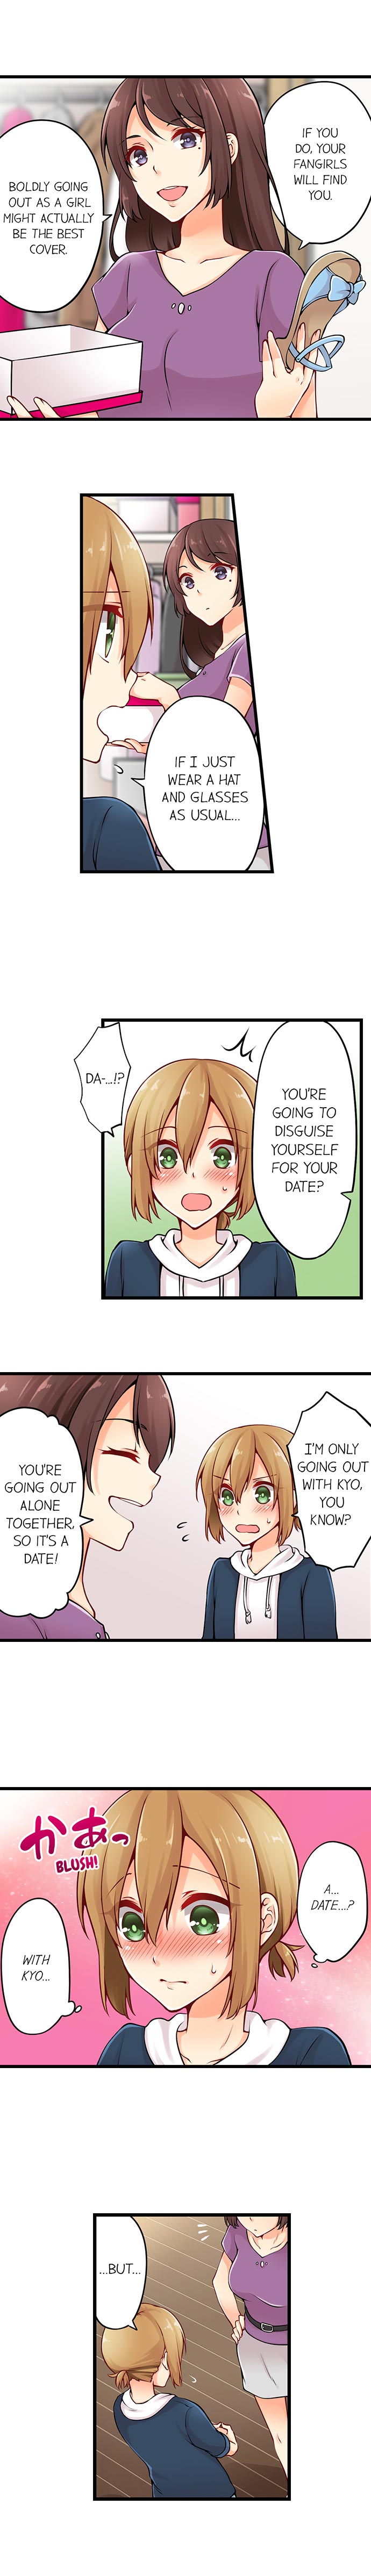 IF YOU
DO, YOUR
FANGIRLS
WILL FIND
YOU.
BOLDLY GOING
OUT AS A GIRL
MIGHT ACTUALLY
BE THE BEST
COVER.
IF I JUST
WEAR A HAT
AND GLASSES
AS USUAL...
YOU'RE
GOING TO
DISGUISE
YOURSELF
FOR YOUR
DATE?
DA-...!?
I'M ONLY
GOING OUT
WITH KYO,
YOU
KNOW?
YOU'RE
GOING OUT
ALONE
TOGETHER,
SO IT'S A
DATE!
かあっ
BLUSH!
A...
DATE...?
WITH
KYO...
...BUT...